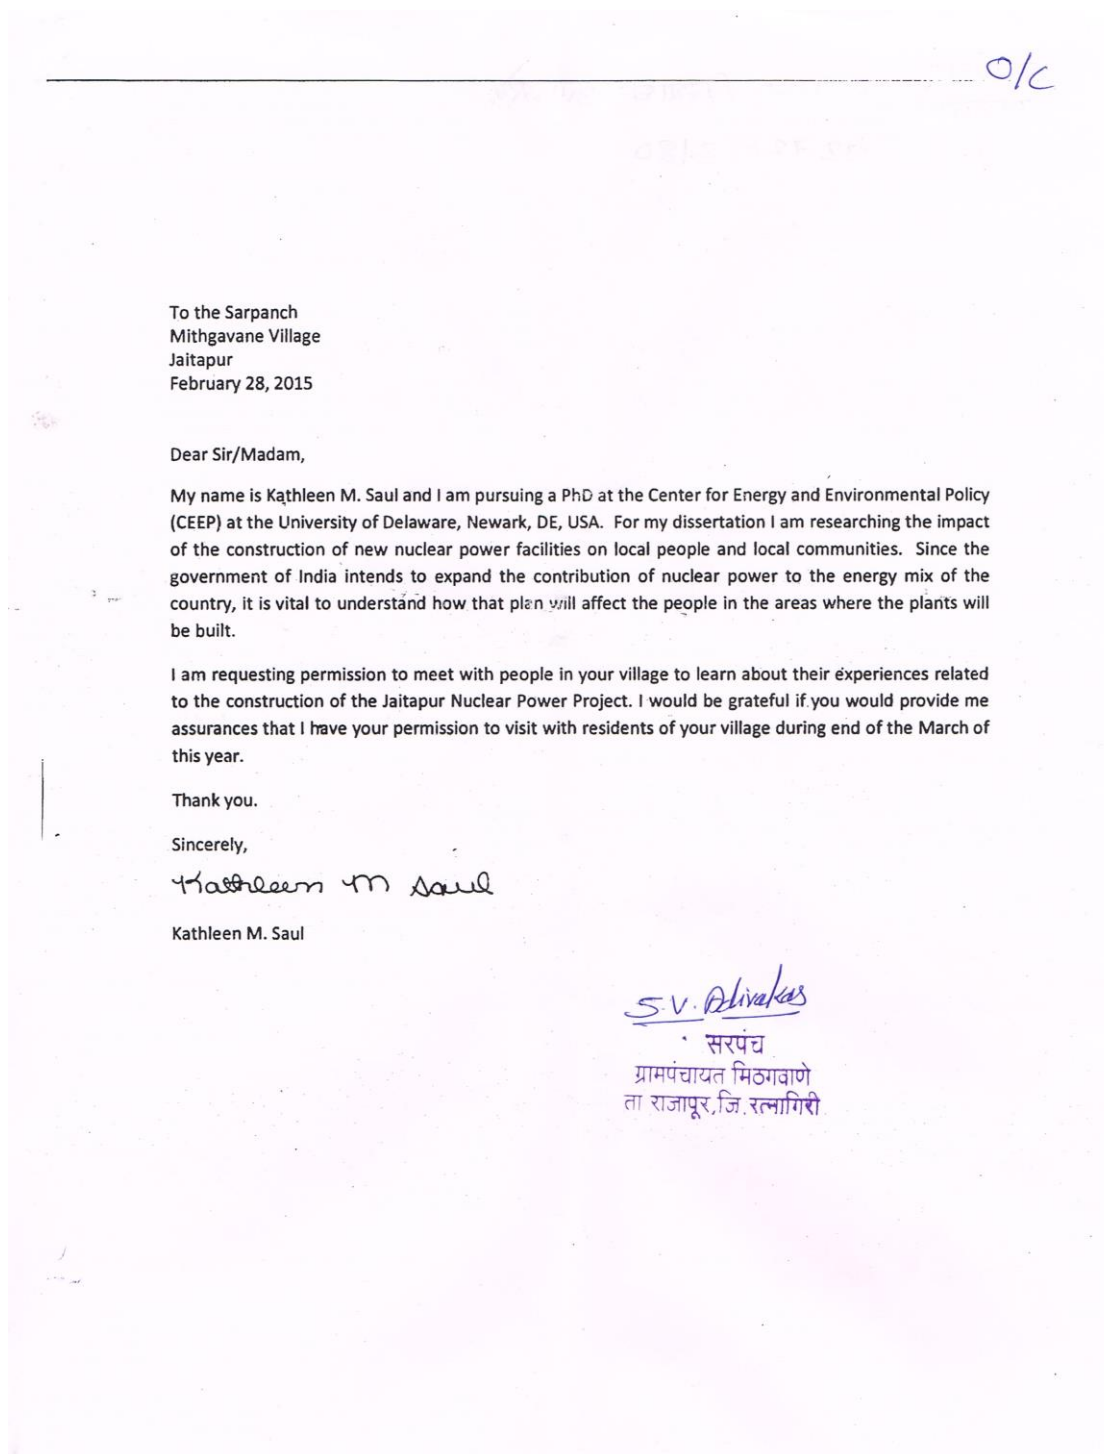 O/C
To the Sarpanch
Mithgavane Village
Jaitapur
February 28, 2015
Dear Sir/Madam,
My name is Kathleen M. Saul and I am pursuing a PhD at the Center for Energy and Environmental Policy
(CEEP) at the University of Delaware, Newark, DE, USA. For my dissertation I am researching the impact
of the construction of new nuclear power facilities on local people and local communities. Since the
government of India intends to expand the contribution of nuclear power to the energy mix of the
country, it is vital to understand how that plan will affect the people in the areas where the plants will
be built.
I am requesting permission to meet with people in your village to learn about their experiences related
to the construction of the Jaitapur Nuclear Power Project. I would be grateful if you would provide me
assurances that I have your permission to visit with residents of your village during end of the March of
this year.
Thank you.
Sincerely,
Kathleen M Saul
Kathleen M. Saul
S.V.
सरपंच
ग्रामपंचायत मिठगवाणे
ता राजापूर, जि. रत्नागिरी